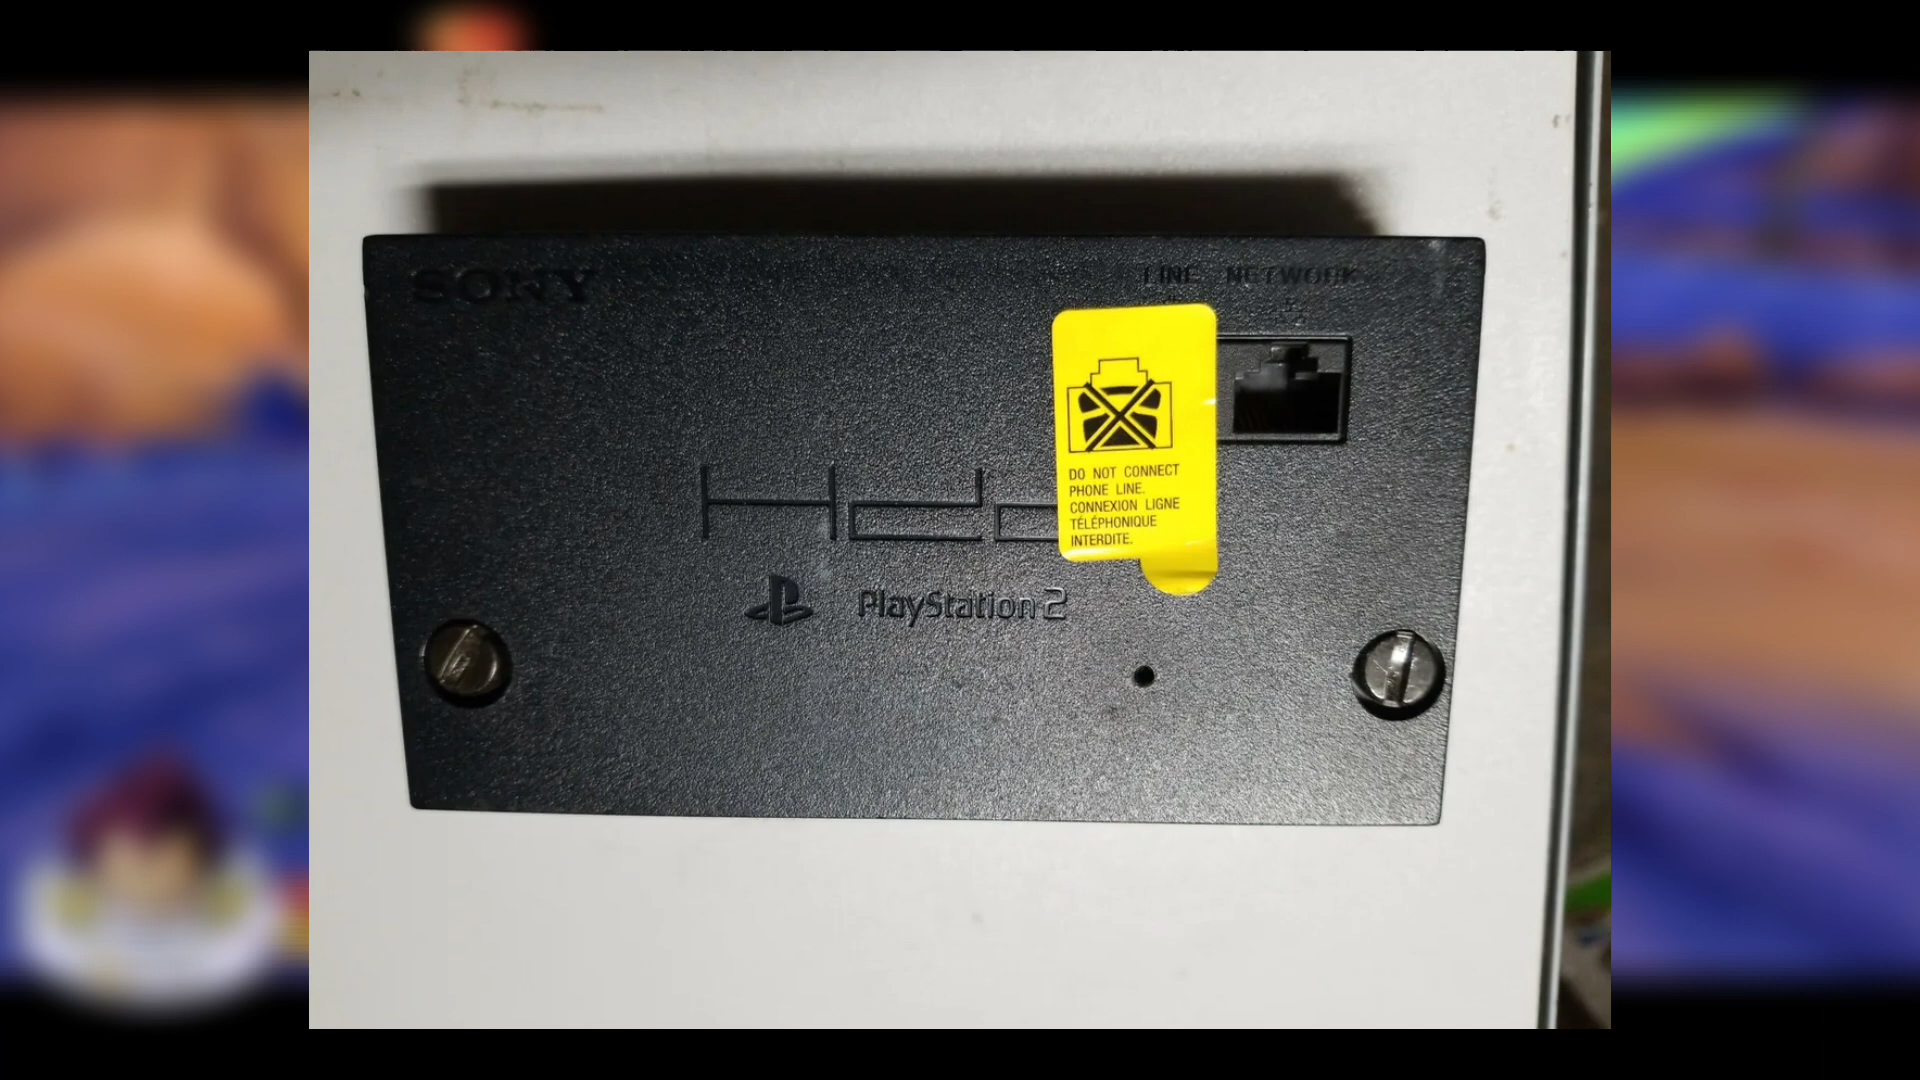 SONY
LINE NETWORK
DO NOT CONNECT
PHONE LINE.
CONNEXION LIGNE
TÉLÉPHONIQUE
INTERDITE.
PlayStation 2